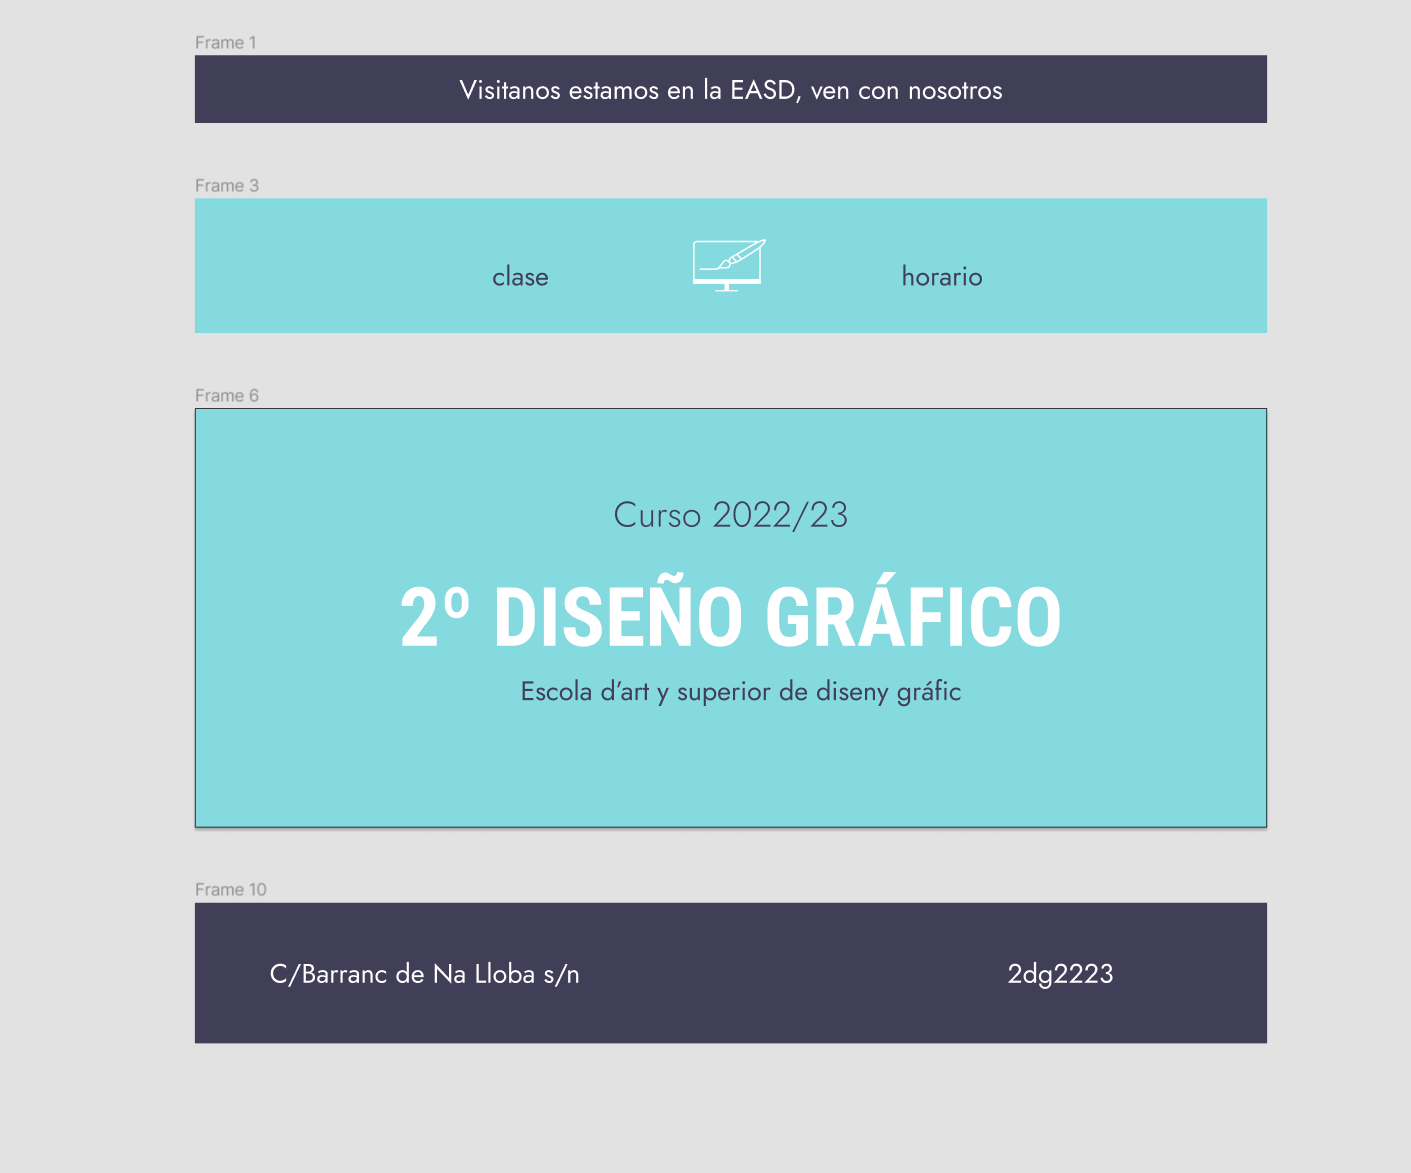 Frame 1
Visitanos estamos en la EASD, ven con nosotros
Frame 3
clase
horario
Frame 6
Curso 2022/23
2º DISEÑO GRÁFICO
Escola d’art y superior de diseny gráfic
Frame 10
C/Barranc de Na Lloba s/n
2dg2223